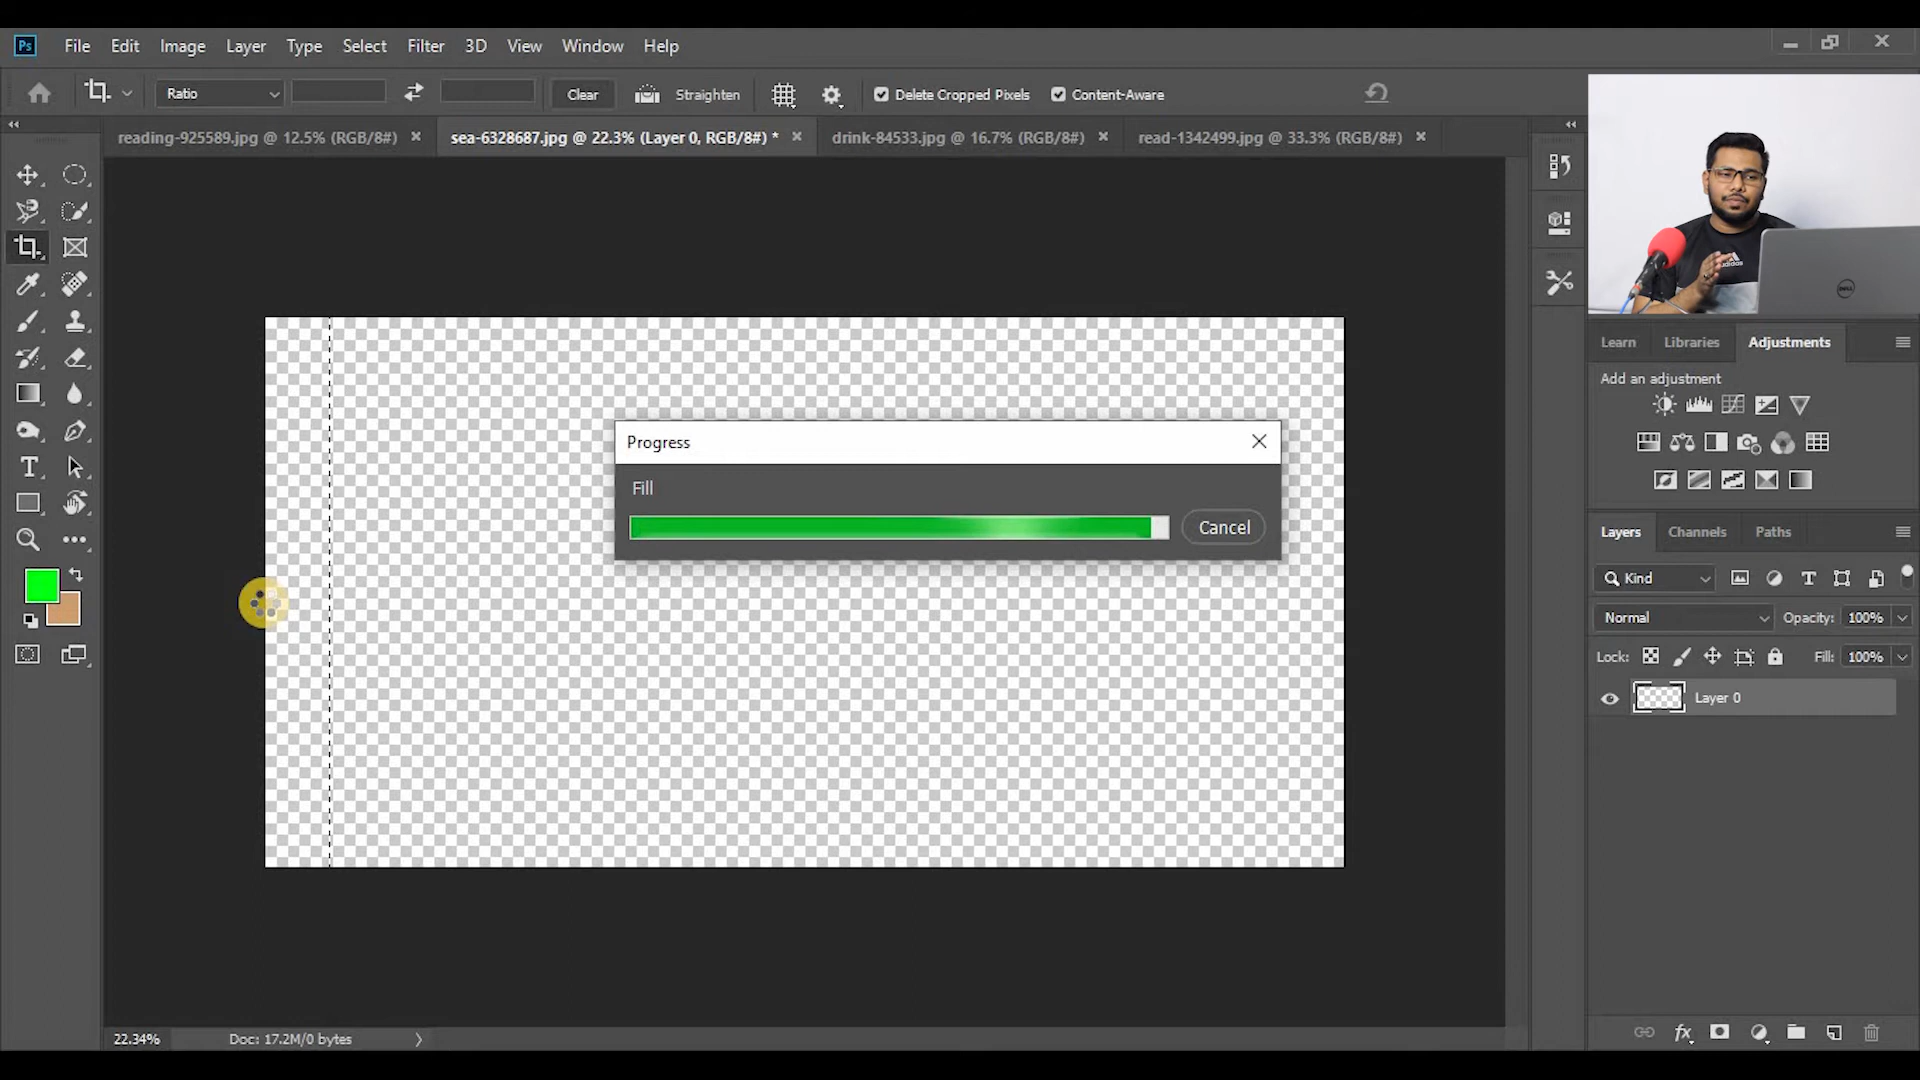 Ps File Edit Image Layer Type Select Filter 3D View Window Help
Ratio Clear Straighten Delete Cropped Pixels Content-Aware
reading-925589.jpg @ 12.5% (RGB/8#) sea-6328687.jpg @ 22.3% (Layer 0, RGB/8#) * drink-84533.jpg @ 16.7% (RGB/8#) read-1342499.jpg @ 33.3% (RGB/8#)
adidas
DELL
Learn Libraries Adjustments
Add an adjustment
Progress
Fill
Cancel
Layers Channels Paths
Kind
Normal Opacity: 100%
Lock: Fill: 100%
Layer 0
22.34% Doc: 17.2M/0 bytes